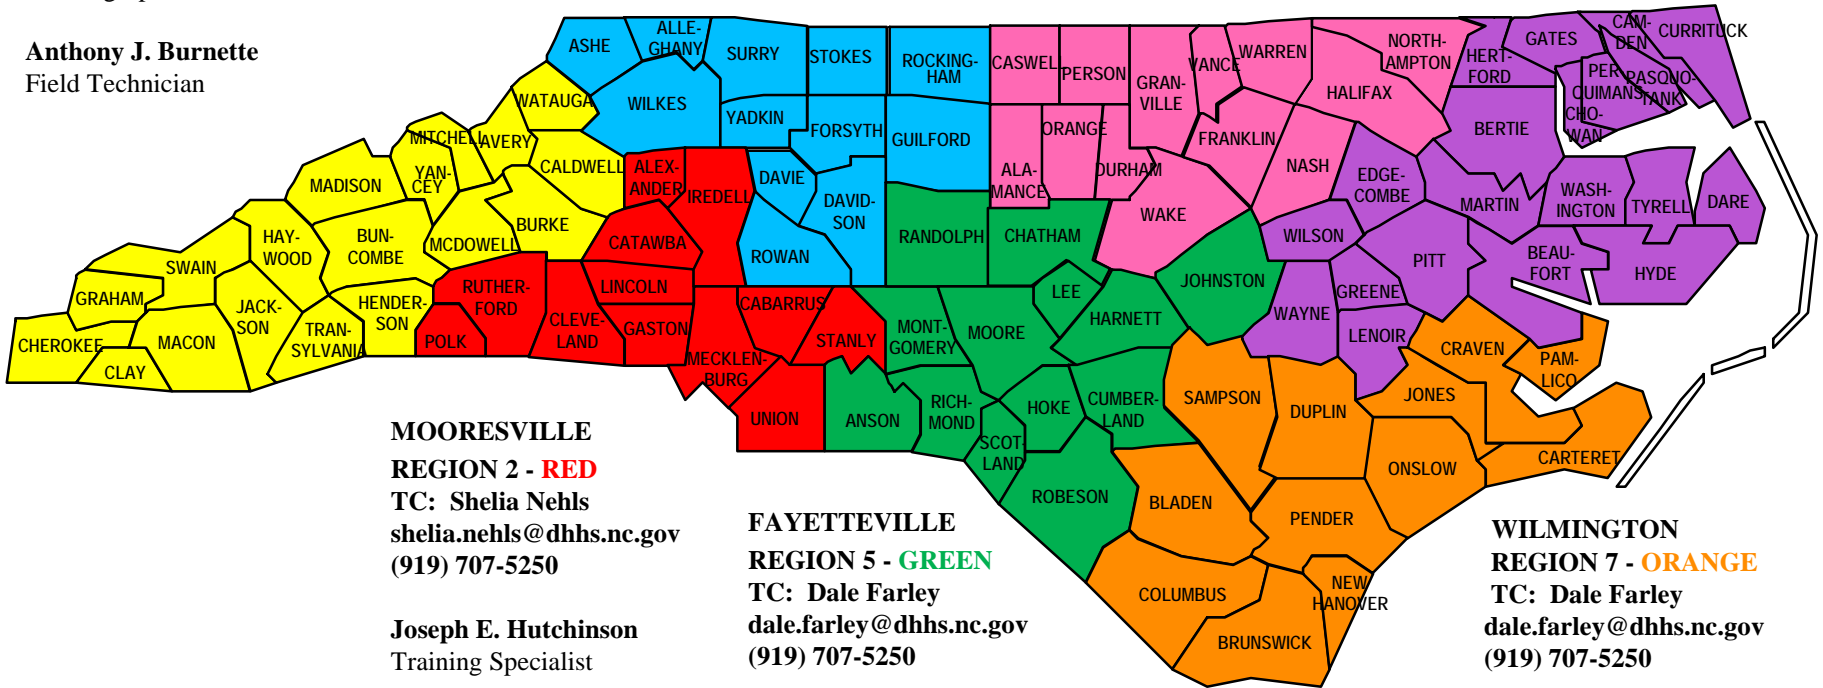 Anthony J. Burnette
Field Technician
ASHE
ALLE-
GHANY
SURRY
STOKES
ROCKING-
HAM
CASWELL
PERSON
GRAN-
VILLE
VANCE
WARREN
NORTH-
AMPTON
HERT-
FORD
GATES
CAM-
DEN
CURRITUCK
PER-
CUIMANS
PASQUO-
TANK
CHO-
WAN
WATAUGA
WILKES
YADKIN
FORSYTH
GUILFORD
ALA-
MANCE
ORANGE
DURHAM
FRANKLIN
HALIFAX
BERTIE
MITCHELL
AVERY
CALDWELL
ALEX-
ANDER
IREDELL
DAVIE
DAVID-
SON
NASH
EDGE-
COMBE
MARTIN
WASH-
INGTON
TYRELL
DARE
MADISON
YAN-
CEY
BURKE
MCDOWELL
CATAWBA
ROWAN
RANDOLPH
CHATHAM
WAKE
WILSON
PITT
BEAU-
FORT
HYDE
SWAIN
HAY-
WOOD
BUN-
COMBE
RUTHER-
FORD
LINCOLN
CABARRUS
LEE
JOHNSTON
GREENE
WAYNE
GRAHAM
JACK-
SON
HENDER-
SON
TRAN-
SYLVANIA
POLK
CLEVE-
LAND
GASTON
MECKLEN-
BURG
STANLY
MONT-
GOMERY
MOORE
HARNETT
LENOIR
CRAVEN
PAM-
LICO
CHEROKEE
MACON
CLAY
UNION
ANSON
RICH-
MOND
HOKE
CUMBER-
LAND
SAMPSON
DUPLIN
JONES
SCOT-
LAND
ROBESON
BLADEN
ONSLOW
CARTERET
PENDER
COLUMBUS
NEW
HANOVER
BRUNSWICK
MOORESVILLE
REGION 2 - RED
TC: Shelia Nehls
shelia.nehls@dhhs.nc.gov
(919) 707-5250
Joseph E. Hutchinson
Training Specialist
FAYETTEVILLE
REGION 5 - GREEN
TC: Dale Farley
dale.farley@dhhs.nc.gov
(919) 707-5250
WILMINGTON
REGION 7 - ORANGE
TC: Dale Farley
dale.farley@dhhs.nc.gov
(919) 707-5250